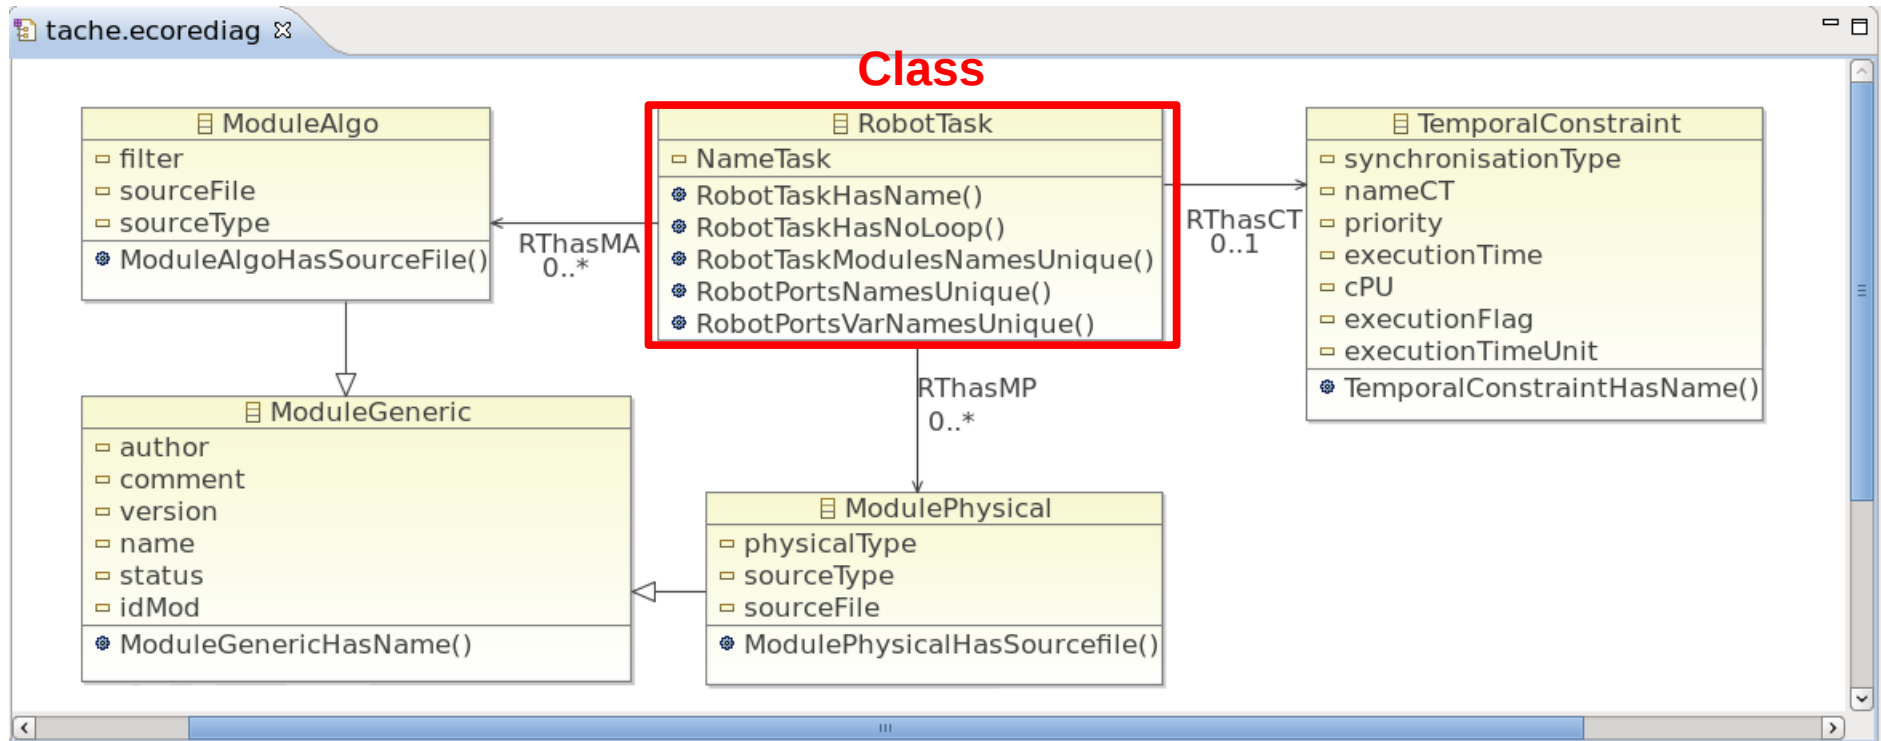 tache.ecorediag
Class
ModuleAlgo
filter
sourceFile
sourceType
ModuleAlgoHasSourceFile()
RThasMA
0..*
RobotTask
NameTask
RobotTaskHasName()
RobotTaskHasNoLoop()
RobotTaskModulesNamesUnique()
RobotPortsNamesUnique()
RobotPortsVarNamesUnique()
RThasCT
0..1
TemporalConstraint
synchronisationType
nameCT
priority
executionTime
cPU
executionFlag
executionTimeUnit
TemporalConstraintHasName()
RThasMP
0..*
ModuleGeneric
author
comment
version
name
status
idMod
ModuleGenericHasName()
ModulePhysical
physicalType
sourceType
sourceFile
ModulePhysicalHasSourcefile()